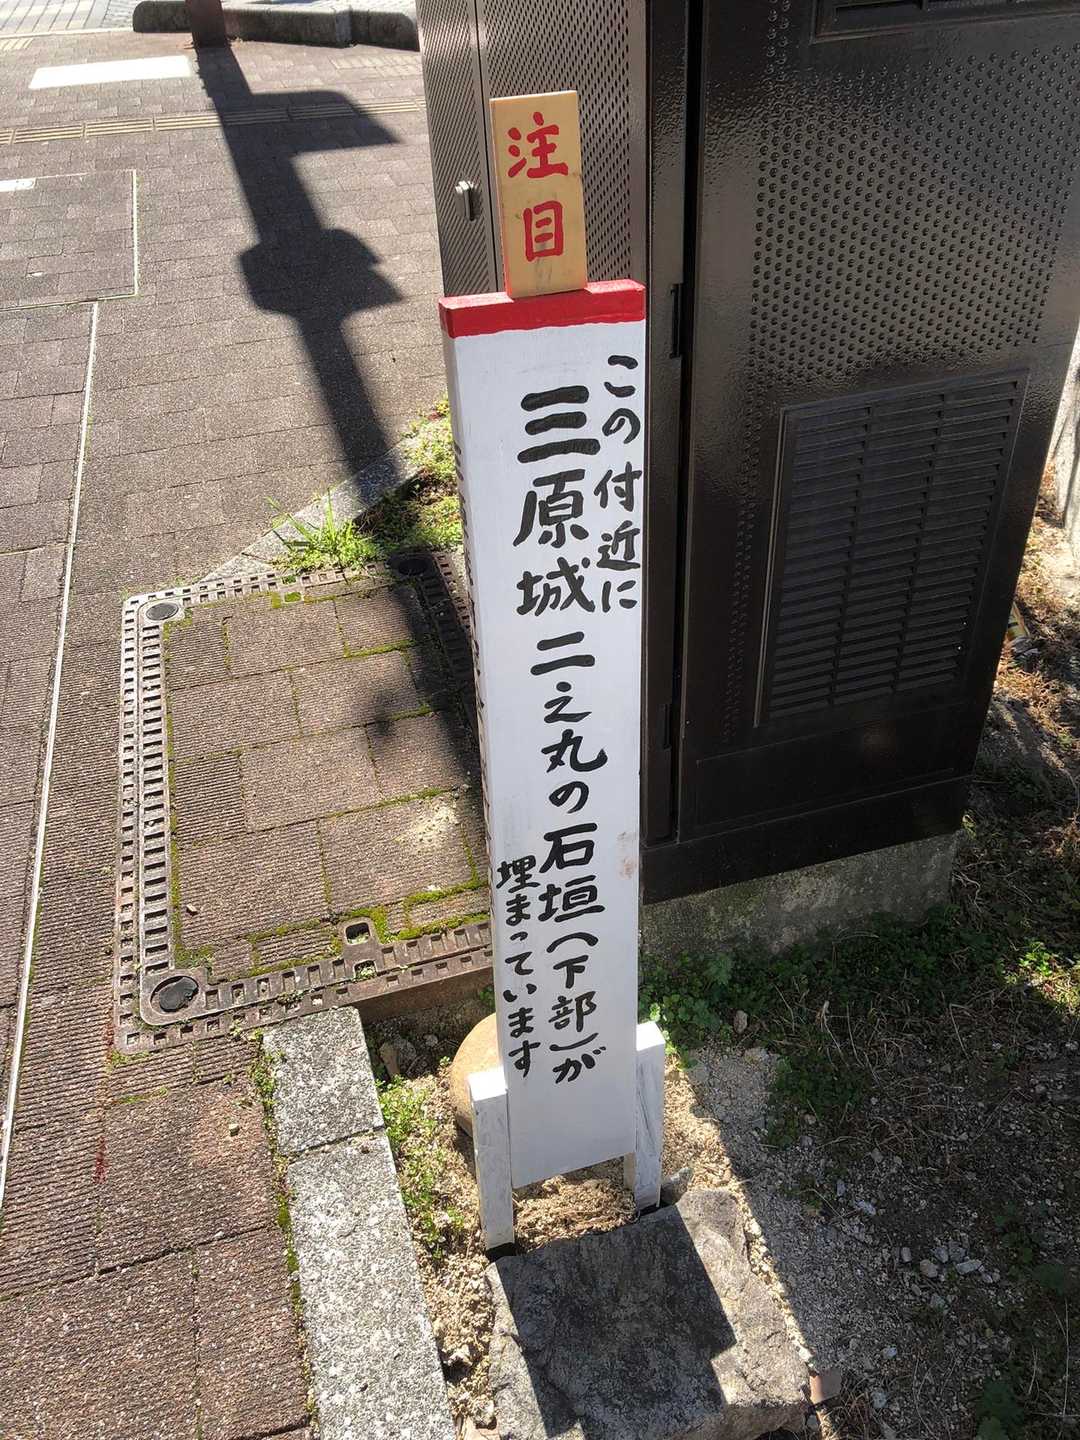 注目
この付近に
三原城二之丸の石垣(下部)が
埋まっています